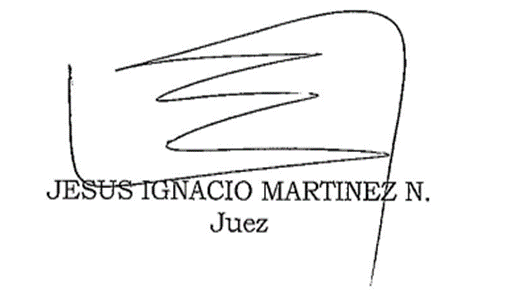 JESUS IGNACIO MARTINEZ N.
Juez